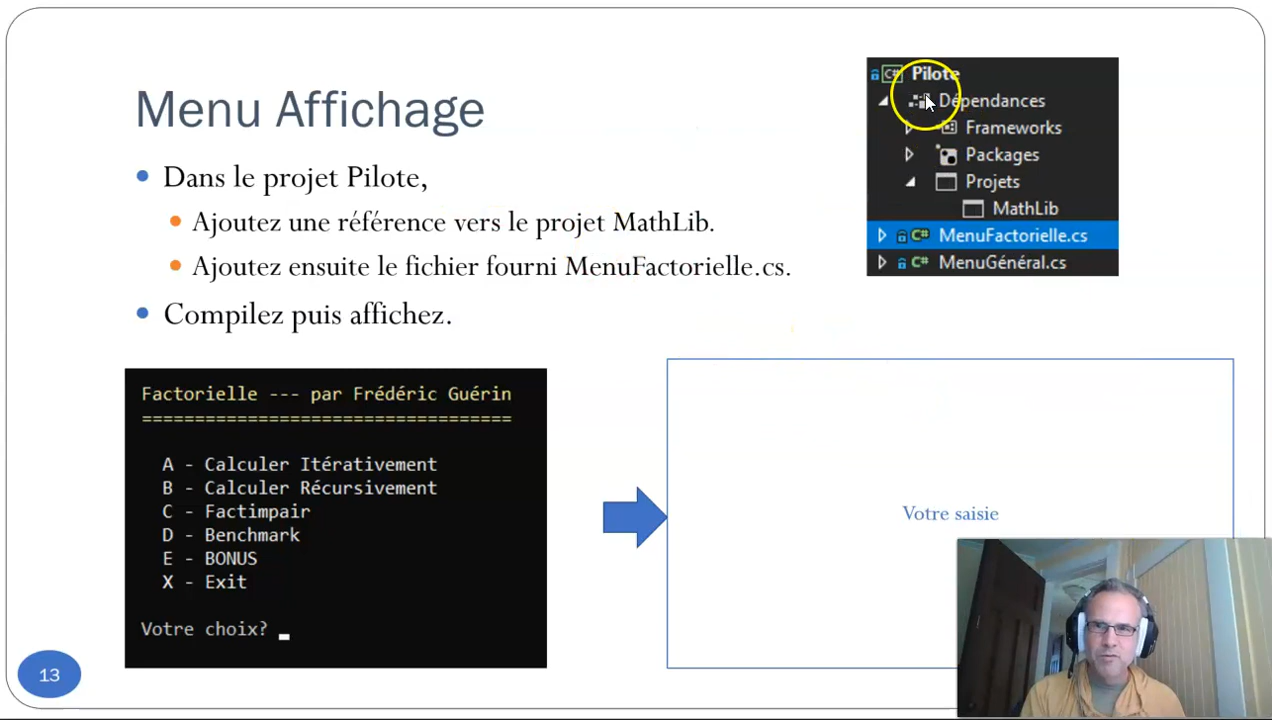 Menu Affichage
Dans le projet Pilote,
Ajoutez une référence vers le projet MathLib.
Ajoutez ensuite le fichier fourni MenuFactorielle.cs.
Compilez puis affichez.
C# Pilote
Dépendances
Frameworks
Packages
Projets
MathLib
C# MenuFactorielle.cs
C# MenuGénéral.cs
Factorielle --- par Frédéric Guérin
===================================
A - Calculer Itérativement
B - Calculer Récursivement
C - Factimpair
D - Benchmark
E - BONUS
X - Exit
Votre choix? _
Votre saisie
13